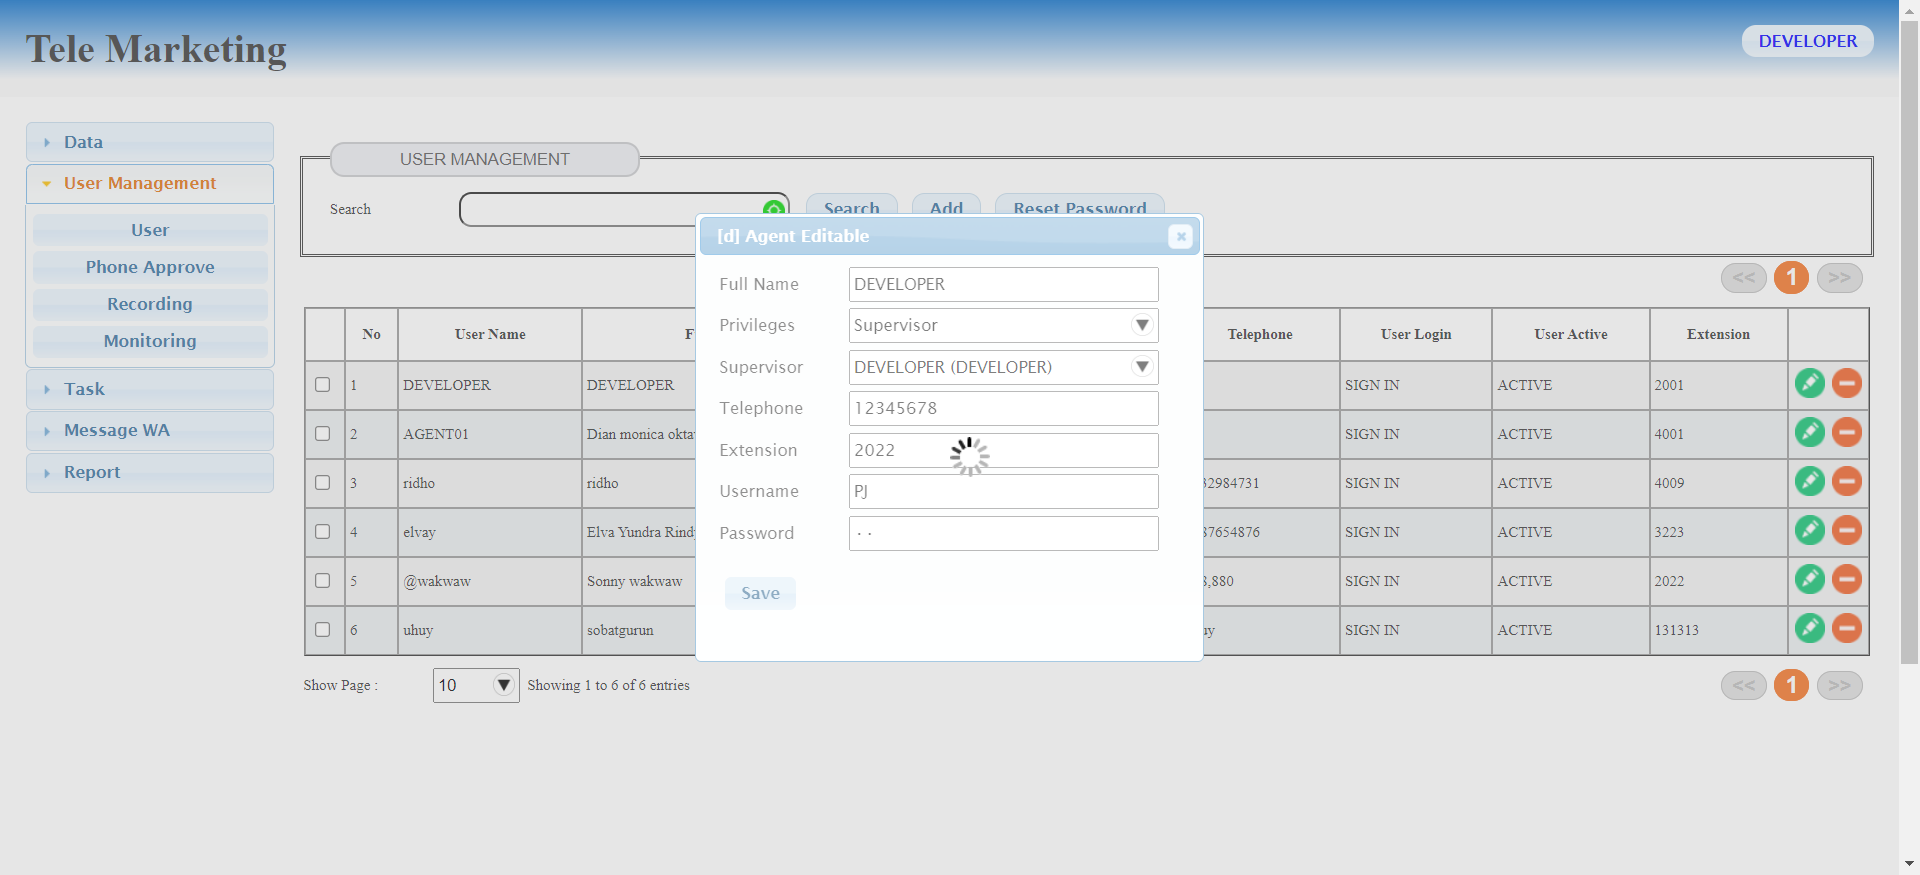 Tele Marketing
DEVELOPER
Data
User Management
User
Phone Approve
Recording
Monitoring
Task
Message WA
Report
USER MANAGEMENT
Search
Search Add Reset Password
[d] Agent Editable
Full Name DEVELOPER
Privileges Supervisor
Supervisor DEVELOPER (DEVELOPER)
Telephone 12345678
Extension 2022
Username PJ
Password ··
Save
<< 1 >>
No User Name Telephone User Login User Active Extension
1 DEVELOPER DEVELOPER SIGN IN ACTIVE 2001
2 AGENT01 Dian monica SIGN IN ACTIVE 4001
3 ridho ridho 32984731 SIGN IN ACTIVE 4009
4 elvay Elva Yundra 87654876 SIGN IN ACTIVE 3223
5 @wakwaw Sonny wakwaw SIGN IN ACTIVE 2022
6 uhuy sobatgurun SIGN IN ACTIVE 131313
Show Page : 10 Showing 1 to 6 of 6 entries
<< 1 >>